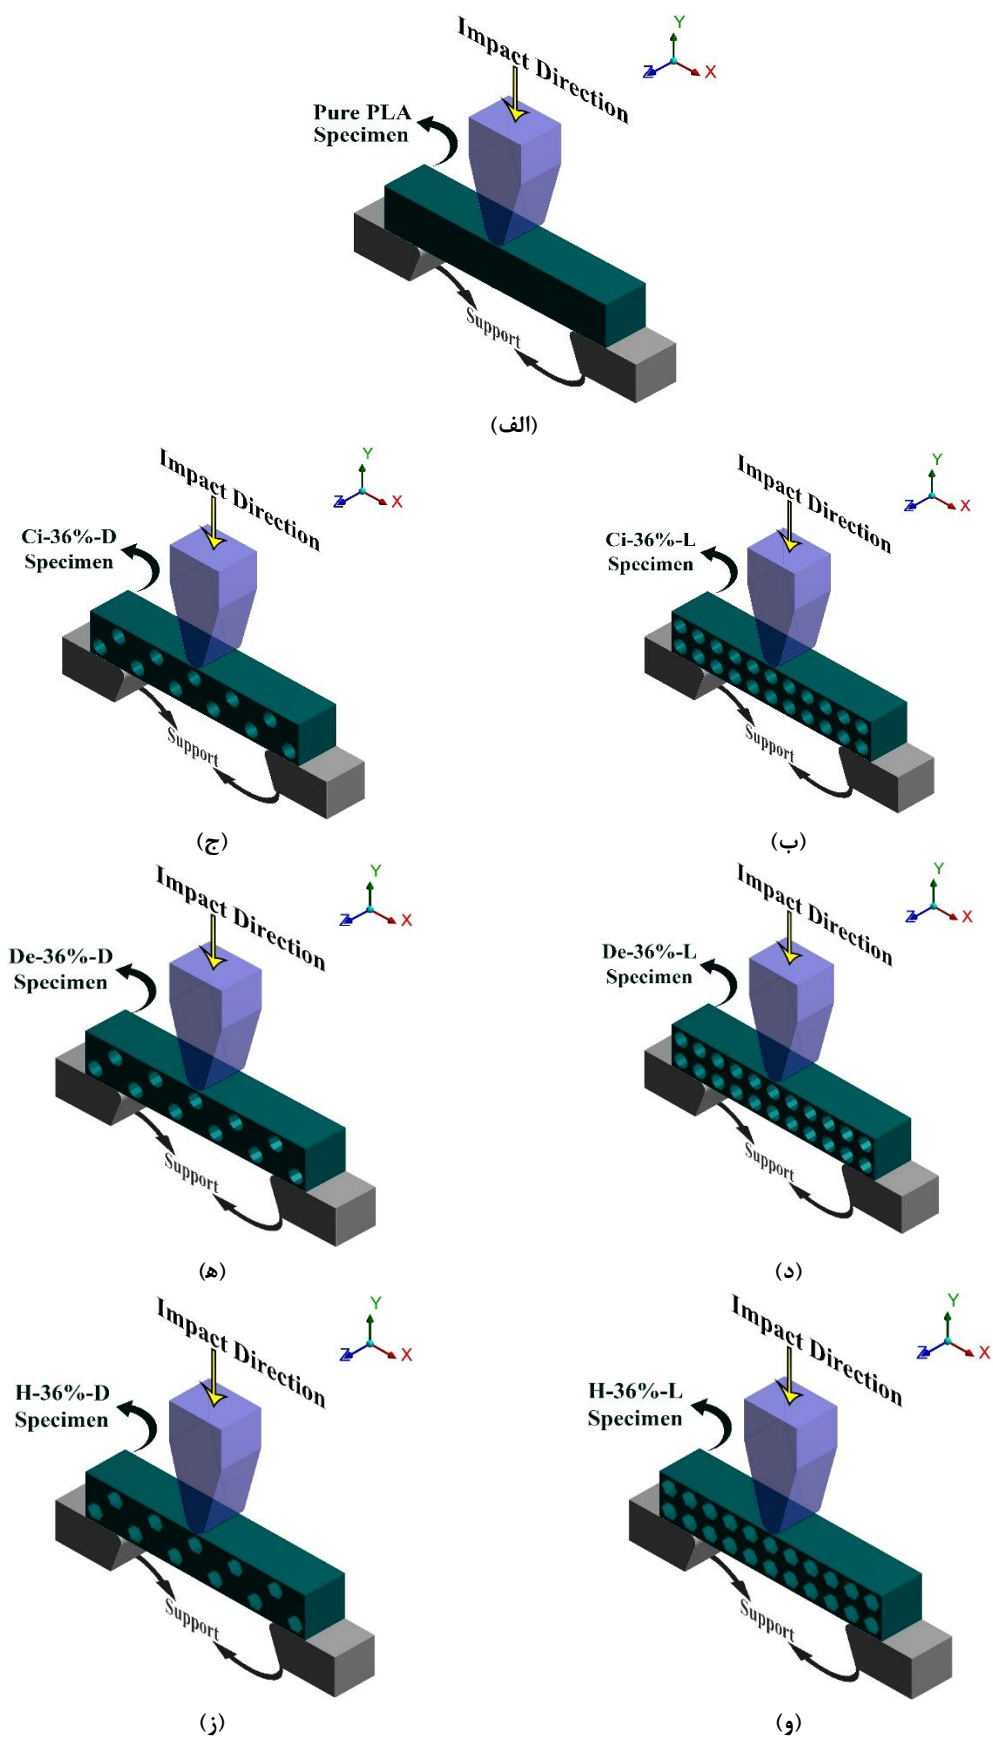 Impact Direction
Y
Z
X
Pure PLA
Specimen
Support
(الف)
Impact Direction
Y
Z
X
Ci-36%-L
Specimen
Support
(ب)
Impact Direction
Y
Z
X
Ci-36%-D
Specimen
Support
(ج)
Impact Direction
Y
Z
X
De-36%-L
Specimen
Support
(د)
Impact Direction
Y
Z
X
De-36%-D
Specimen
Support
(ه)
Impact Direction
Y
Z
X
H-36%-L
Specimen
Support
(و)
Impact Direction
Y
Z
X
H-36%-D
Specimen
Support
(ز)